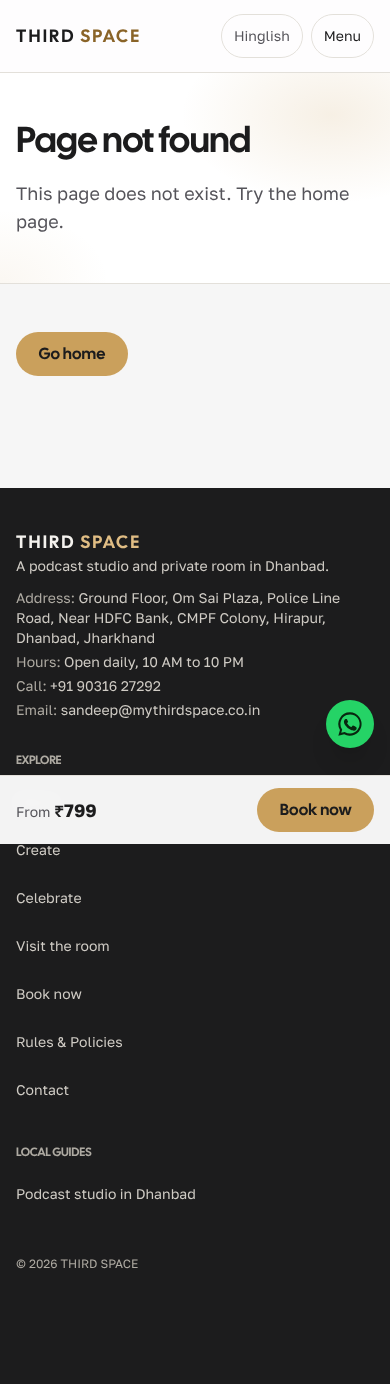 THIRD SPACE
Hinglish
Menu
Page not found
This page does not exist. Try the home
page.
Go home
THIRD SPACE
A podcast studio and private room in Dhanbad.
Address: Ground Floor, Om Sai Plaza, Police Line
Road, Near HDFC Bank, CMPF Colony, Hirapur,
Dhanbad, Jharkhand
Hours: Open daily, 10 AM to 10 PM
Call: +91 90316 27292
Email: sandeep@mythirdspace.co.in
EXPLORE
From ₹799
Book now
Create
Celebrate
Visit the room
Book now
Rules & Policies
Contact
LOCAL GUIDES
Podcast studio in Dhanbad
© 2026 THIRD SPACE